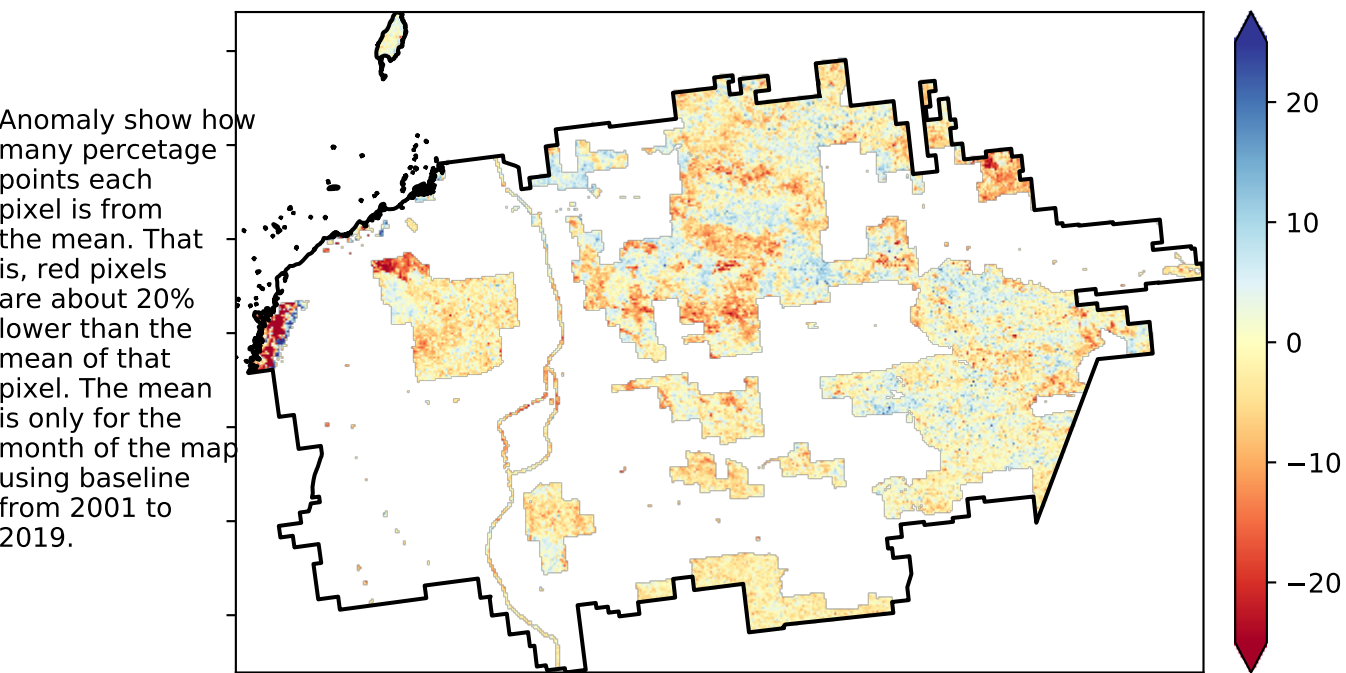 Anomaly show how
many percetage
points each
pixel is from
the mean. That
is, red pixels
are about 20%
lower than the
mean of that
pixel. The mean
is only for the
month of the map
using baseline
from 2001 to
2019.
20
10
0
−10
−20